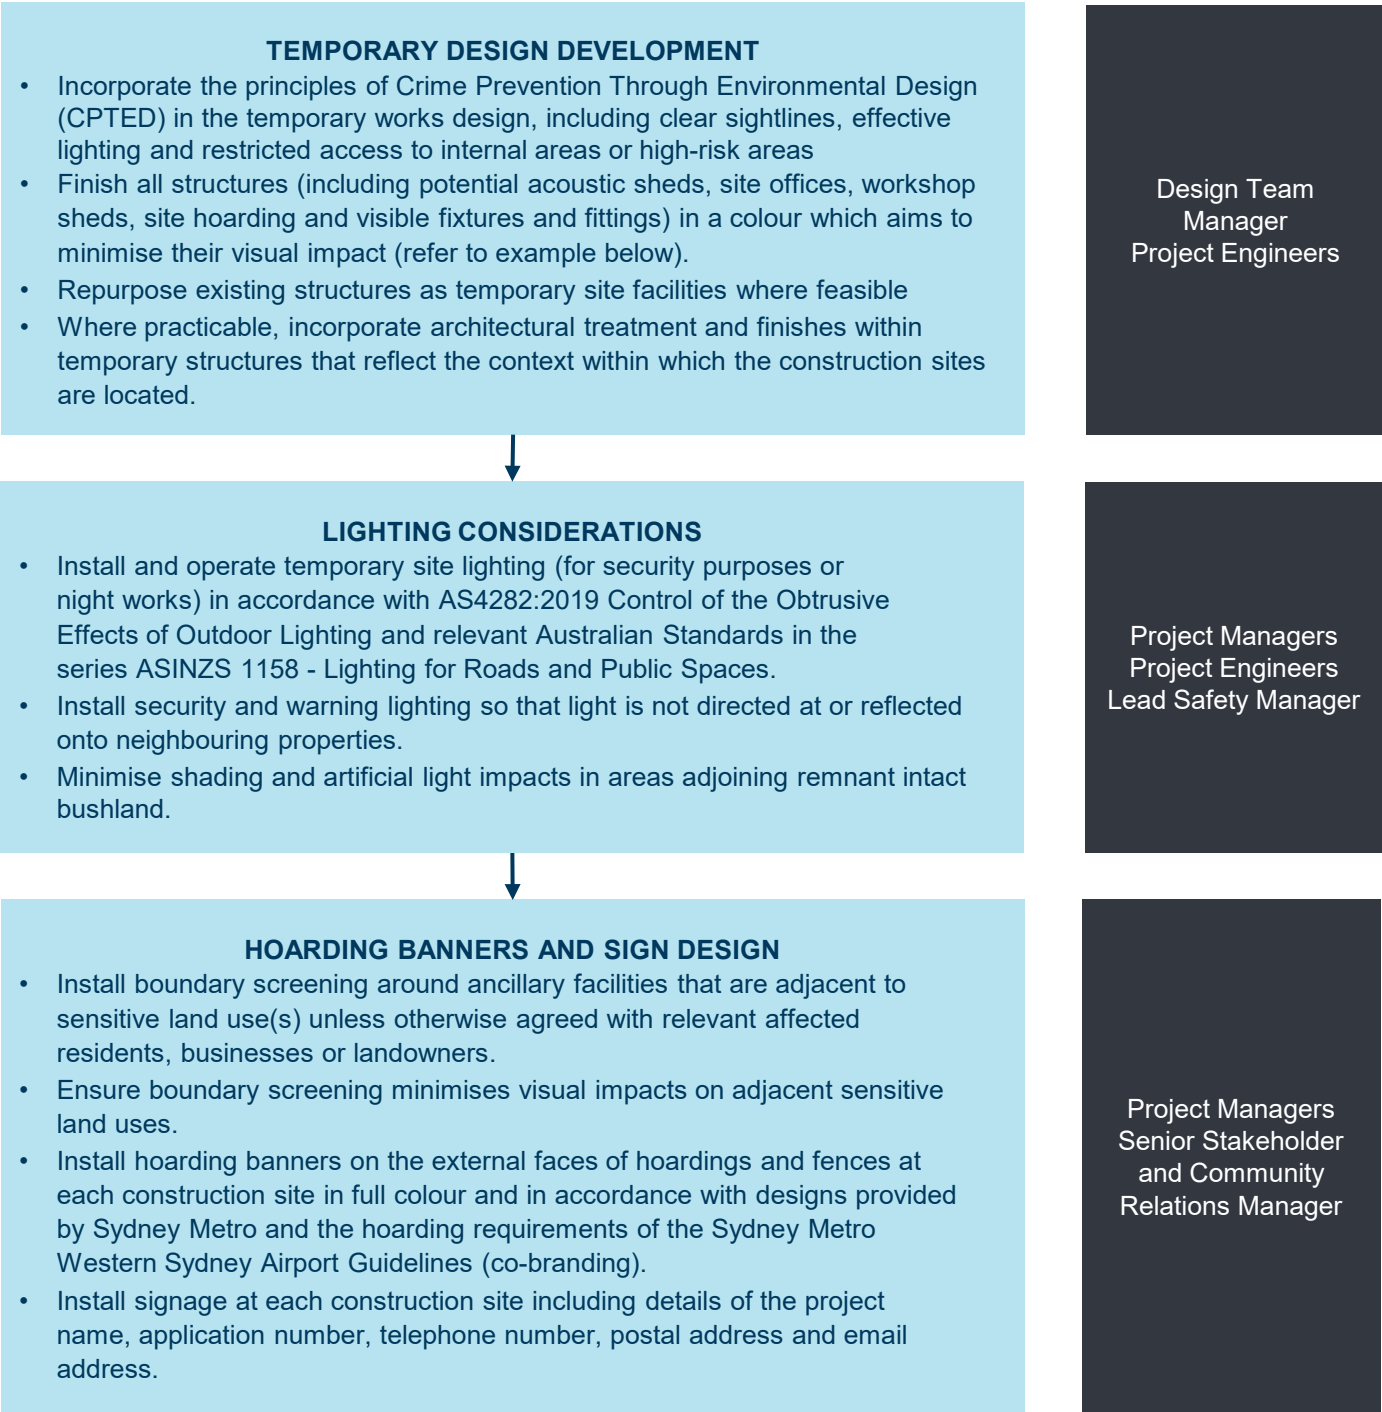 TEMPORARY DESIGN DEVELOPMENT
• Incorporate the principles of Crime Prevention Through Environmental Design
(CPTED) in the temporary works design, including clear sightlines, effective
lighting and restricted access to internal areas or high-risk areas
• Finish all structures (including potential acoustic sheds, site offices, workshop
sheds, site hoarding and visible fixtures and fittings) in a colour which aims to
minimise their visual impact (refer to example below).
• Repurpose existing structures as temporary site facilities where feasible
• Where practicable, incorporate architectural treatment and finishes within
temporary structures that reflect the context within which the construction sites
are located.
Design Team
Manager
Project Engineers
LIGHTING CONSIDERATIONS
• Install and operate temporary site lighting (for security purposes or
night works) in accordance with AS4282:2019 Control of the Obtrusive
Effects of Outdoor Lighting and relevant Australian Standards in the
series ASINZS 1158 - Lighting for Roads and Public Spaces.
• Install security and warning lighting so that light is not directed at or reflected
onto neighbouring properties.
• Minimise shading and artificial light impacts in areas adjoining remnant intact
bushland.
Project Managers
Project Engineers
Lead Safety Manager
HOARDING BANNERS AND SIGN DESIGN
• Install boundary screening around ancillary facilities that are adjacent to
sensitive land use(s) unless otherwise agreed with relevant affected
residents, businesses or landowners.
• Ensure boundary screening minimises visual impacts on adjacent sensitive
land uses.
• Install hoarding banners on the external faces of hoardings and fences at
each construction site in full colour and in accordance with designs provided
by Sydney Metro and the hoarding requirements of the Sydney Metro
Western Sydney Airport Guidelines (co-branding).
• Install signage at each construction site including details of the project
name, application number, telephone number, postal address and email
address.
Project Managers
Senior Stakeholder
and Community
Relations Manager